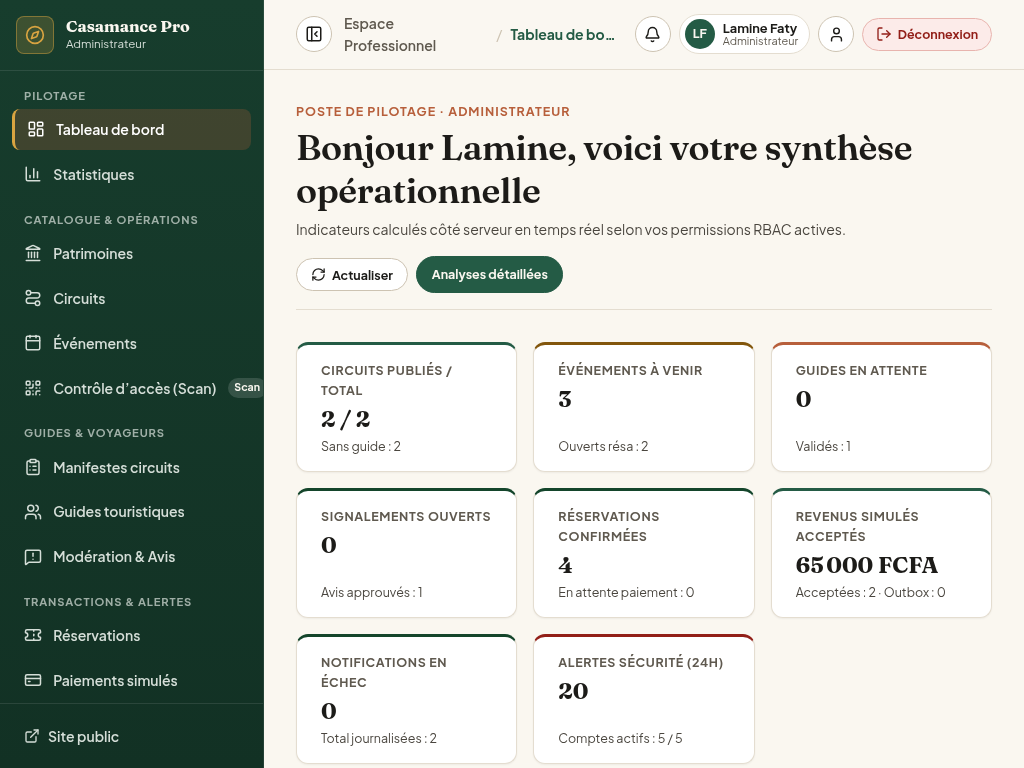 Casamance Pro
Administrateur
PILOTAGE
Tableau de bord
Statistiques
CATALOGUE & OPÉRATIONS
Patrimoines
Circuits
Événements
Contrôle d’accès (Scan)
Scan
GUIDES & VOYAGEURS
Manifestes circuits
Guides touristiques
Modération & Avis
TRANSACTIONS & ALERTES
Réservations
Paiements simulés
Site public
Espace
Professionnel
/
Tableau de bo…
LF
Lamine Faty
Administrateur
Déconnexion
POSTE DE PILOTAGE · ADMINISTRATEUR
Bonjour Lamine, voici votre synthèse
opérationnelle
Indicateurs calculés côté serveur en temps réel selon vos permissions RBAC actives.
Actualiser
Analyses détaillées
CIRCUITS PUBLIÉS /
TOTAL
2 / 2
Sans guide : 2
ÉVÉNEMENTS À VENIR
3
Ouverts résa : 2
GUIDES EN ATTENTE
0
Validés : 1
SIGNALEMENTS OUVERTS
0
Avis approuvés : 1
RÉSERVATIONS
CONFIRMÉES
4
En attente paiement : 0
REVENUS SIMULÉS
ACCEPTÉS
65 000 FCFA
Acceptées : 2 · Outbox : 0
NOTIFICATIONS EN
ÉCHEC
0
Total journalisées : 2
ALERTES SÉCURITÉ (24H)
20
Comptes actifs : 5 / 5